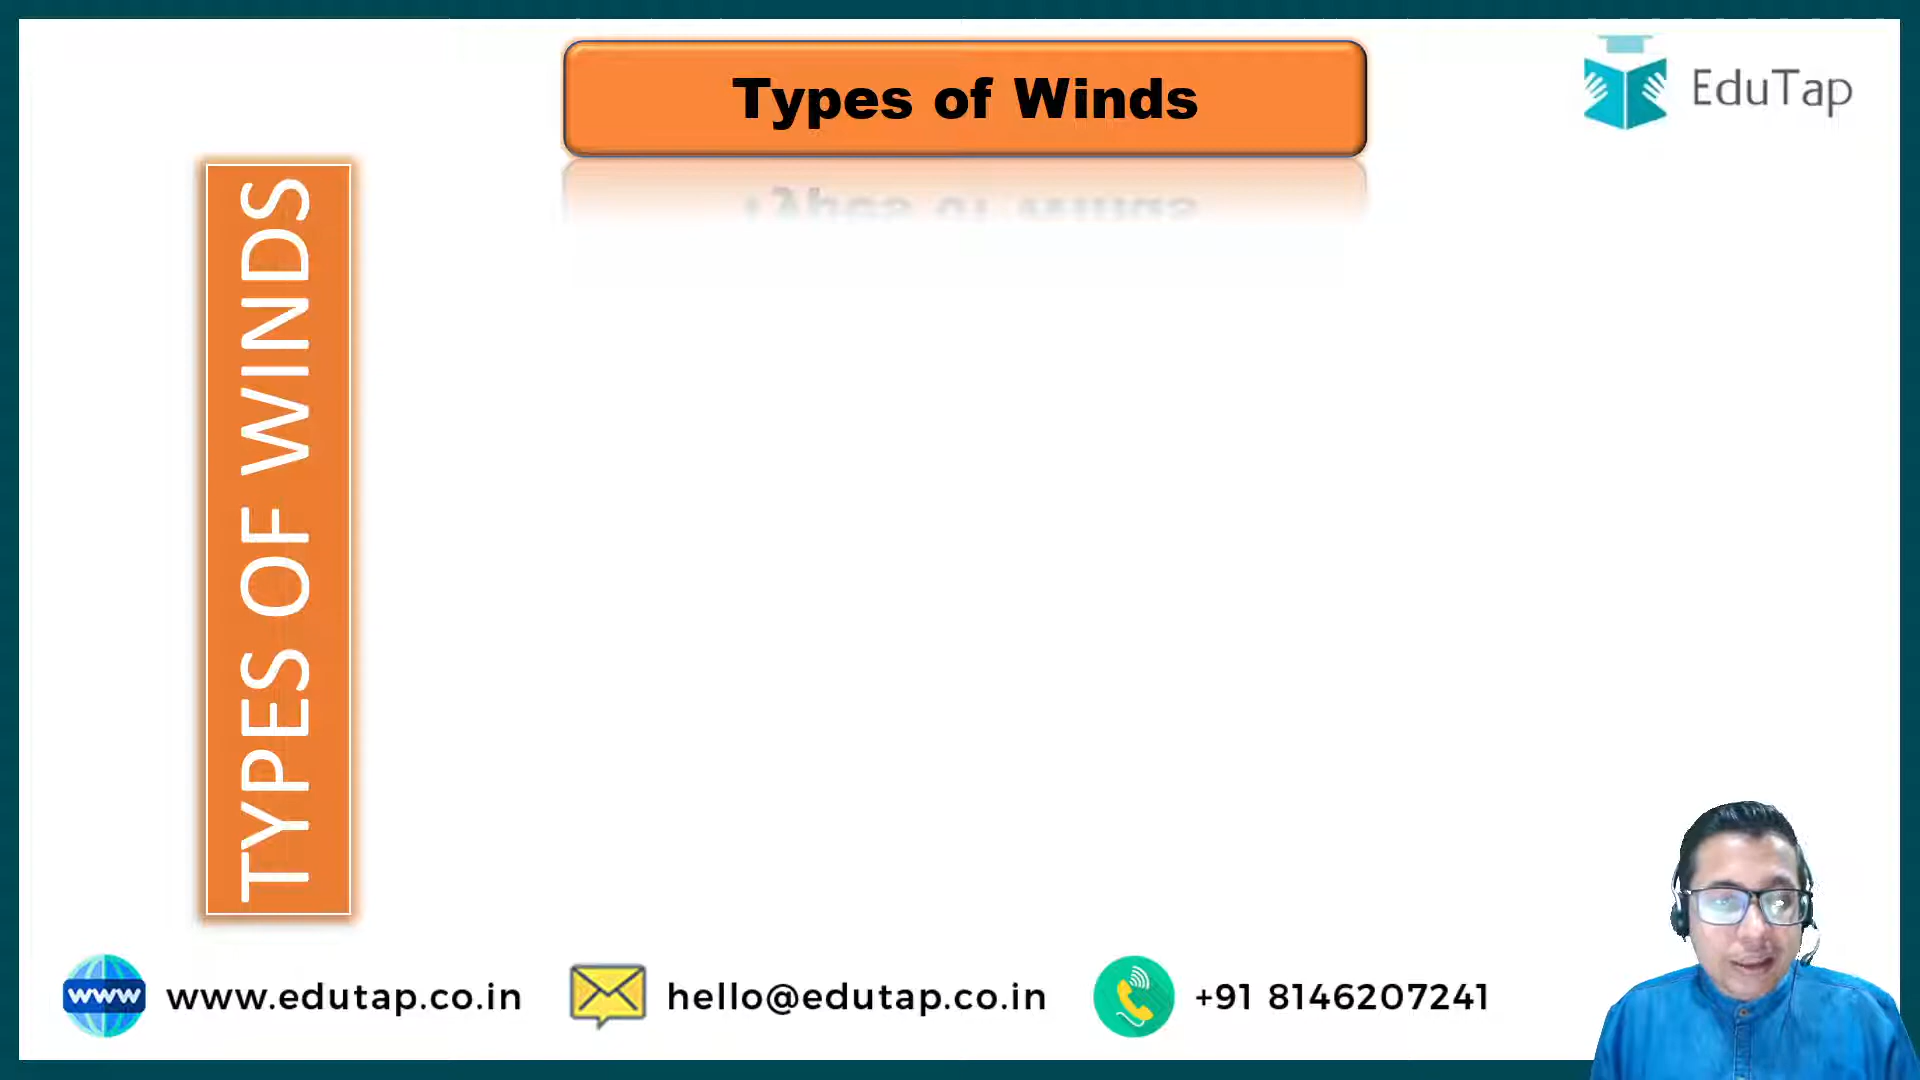 Types of Winds
EduTap
TYPES OF WINDS
www
www.edutap.co.in
hello@edutap.co.in
+91 8146207241